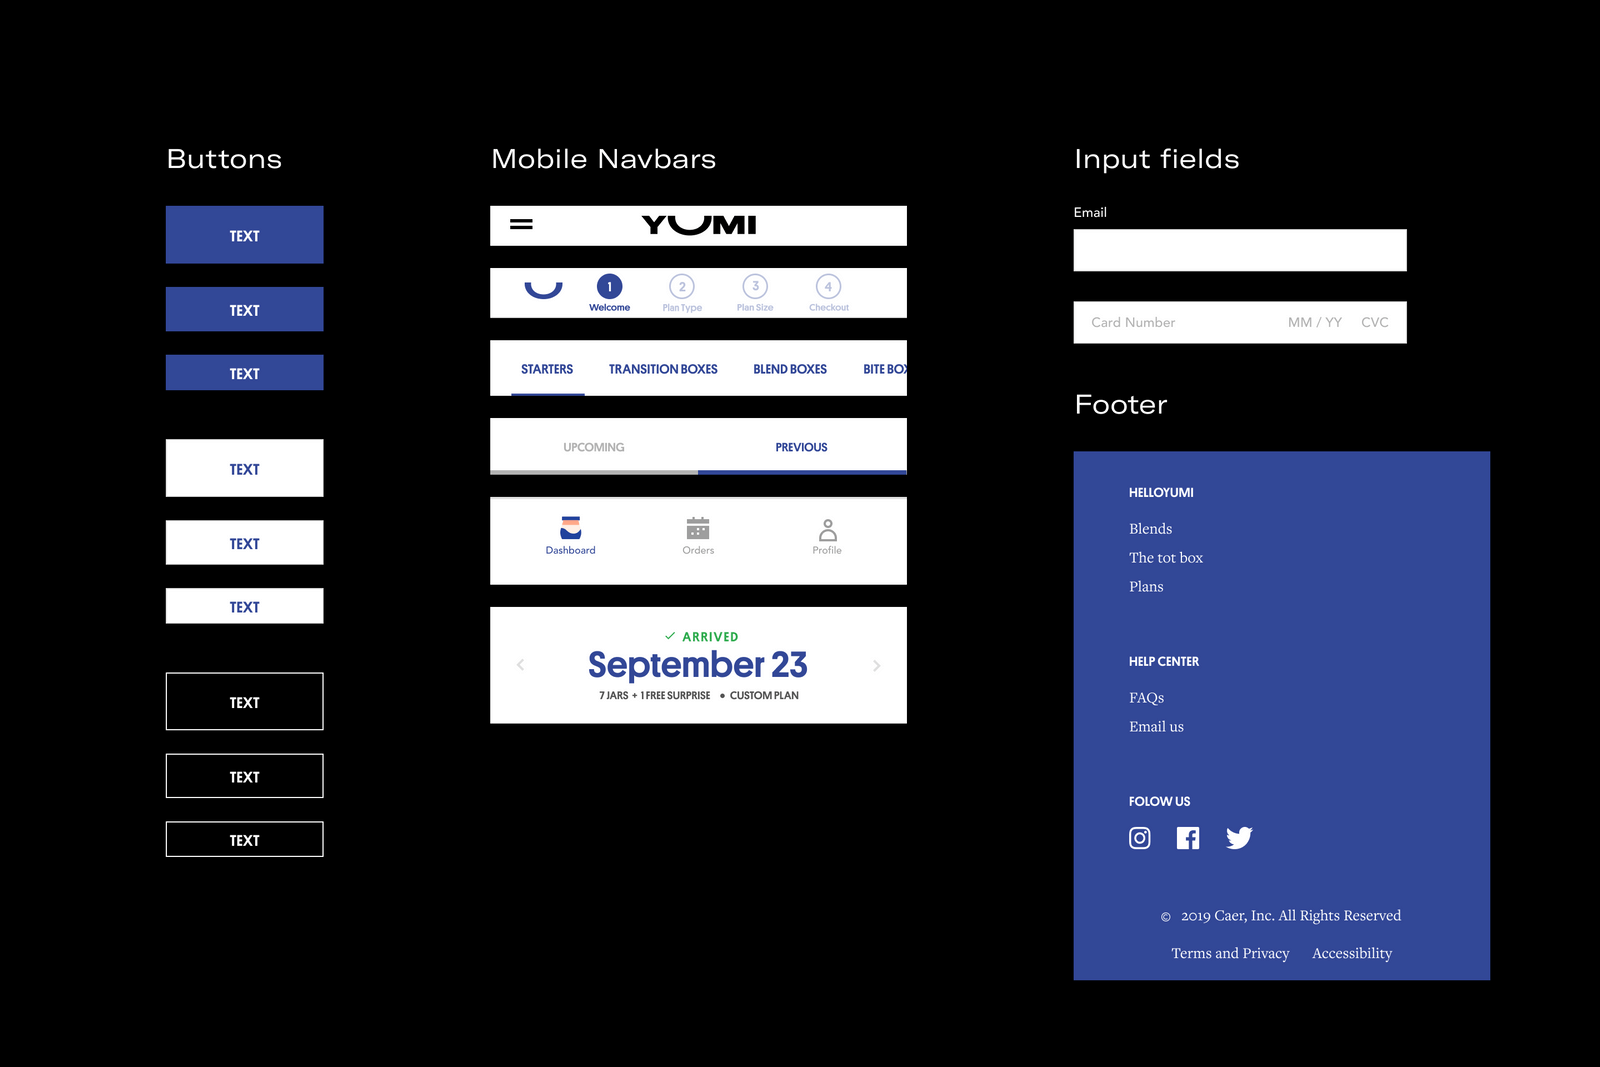 Buttons
TEXT
TEXT
TEXT
TEXT
TEXT
TEXT
TEXT
TEXT
TEXT
Mobile Navbars
YUMI
1 2 3 4
Welcome Plan Type Plan Size Checkout
STARTERS TRANSITION BOXES BLEND BOXES BITE BOX
UPCOMING PREVIOUS
Dashboard Orders Profile
ARRIVED
September 23
7 JARS + 1 FREE SURPRISE • CUSTOM PLAN
Input fields
Email
Card Number MM / YY CVC
Footer
HELLOYUMI
Blends
The tot box
Plans
HELP CENTER
FAQs
Email us
FOLOW US
© 2019 Caer, Inc. All Rights Reserved
Terms and Privacy Accessibility